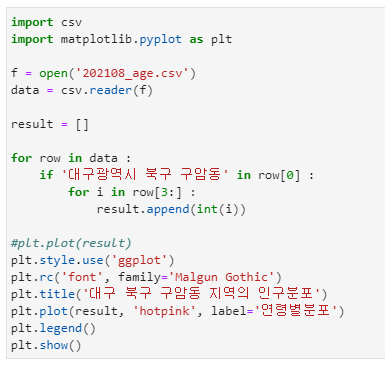 import csv
import matplotlib.pyplot as plt
f = open('202108_age.csv')
data = csv.reader(f)
result = []
for row in data :
    if '대구광역시 북구 구암동' in row[0] :
        for i in row[3:] :
            result.append(int(i))
#plt.plot(result)
plt.style.use('ggplot')
plt.rc('font', family='Malgun Gothic')
plt.title('대구 북구 구암동 지역의 인구분포')
plt.plot(result, 'hotpink', label='연령별분포')
plt.legend()
plt.show()